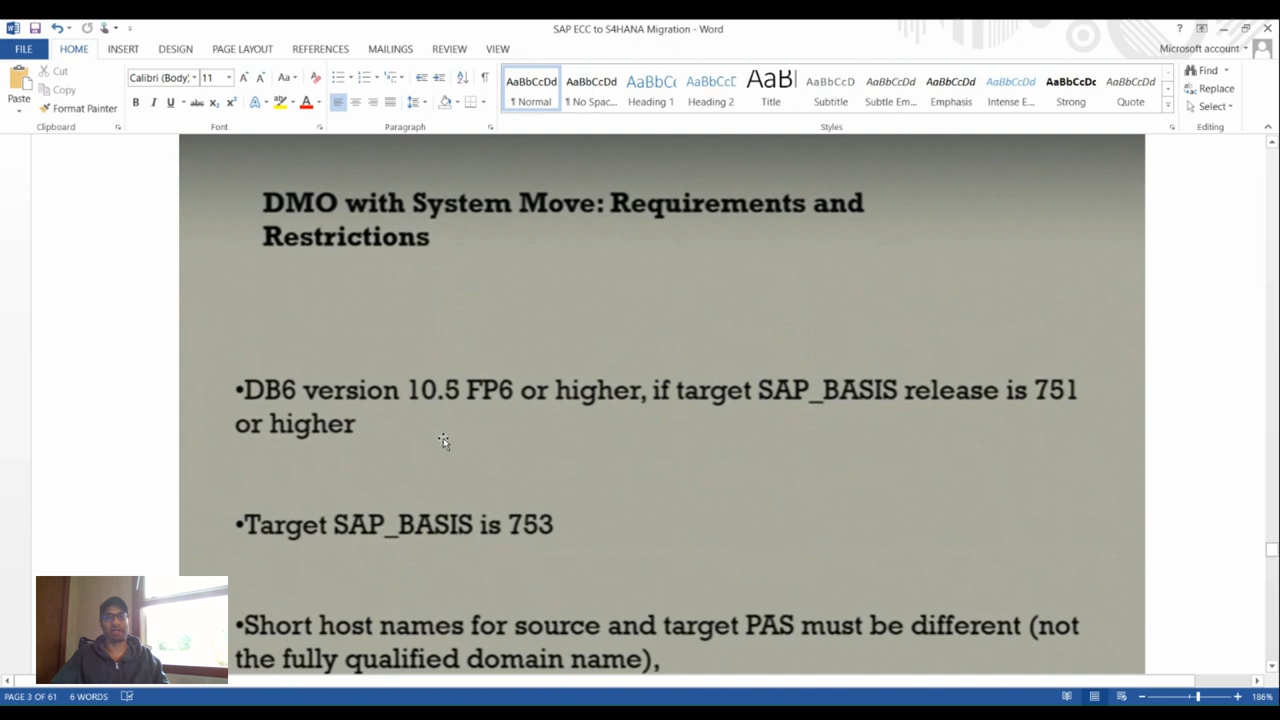 SAP ECC to S4HANA Migration - Word
Microsoft account
FILE HOME INSERT DESIGN PAGE LAYOUT REFERENCES MAILINGS REVIEW VIEW
Paste
Cut
Copy
Format Painter
Calibri (Body) 11
AaBbCcDd AaBbCcDd AaBbC AaBbCcD AaB AaBbCcD AaBbCcDd AaBbCcDd AaBbCcDd AaBbCcDc AaBbCcDd
¶ Normal ¶ No Spac... Heading 1 Heading 2 Title Subtitle Subtle Em... Emphasis Intense E... Strong Quote
Find
Replace
Select
Clipboard Font Paragraph Styles Editing
DMO with System Move: Requirements and
Restrictions
•DB6 version 10.5 FP6 or higher, if target SAP_BASIS release is 751
or higher
•Target SAP_BASIS is 753
•Short host names for source and target PAS must be different (not
the fully qualified domain name),
PAGE 3 OF 61 6 WORDS 186%